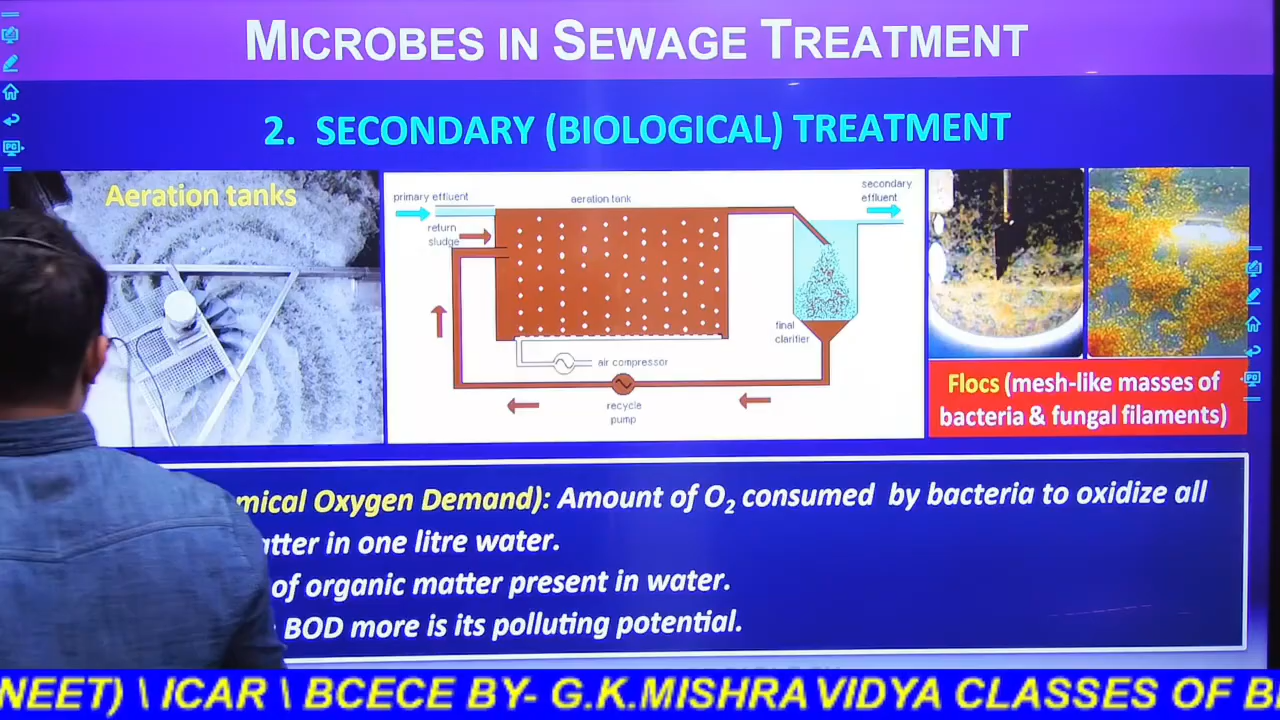 MICROBES IN SEWAGE TREATMENT
2. SECONDARY (BIOLOGICAL) TREATMENT
Aeration tanks
primary effluent
aeration tank
secondary
effluent
return
sludge
final
clarifier
air compressor
recycle
pump
Flocs (mesh-like masses of
bacteria & fungal filaments)
Oxygen Demand): Amount of O₂ consumed by bacteria to oxidize all
in one litre water.
of organic matter present in water.
BOD more is its polluting potential.
NEET) \ ICAR \ BCECE BY- G.K.MISHRA VIDYA CLASSES OF
PC
PC